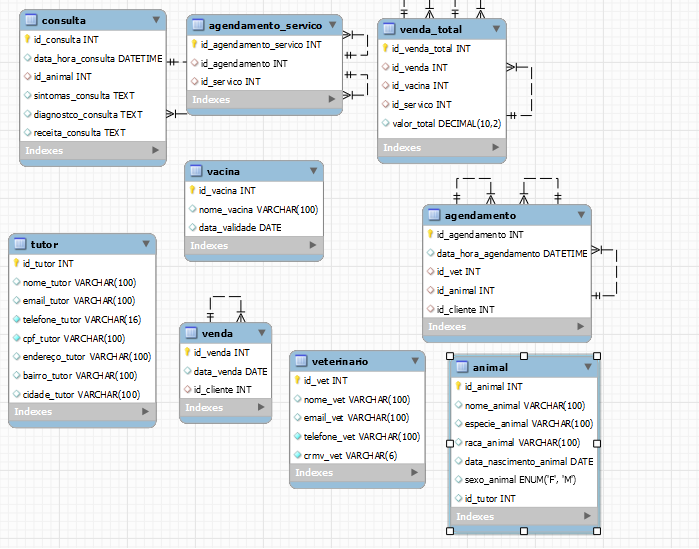 consulta
id_consulta INT
data_hora_consulta DATETIME
id_animal INT
sintomas_consulta TEXT
diagnostco_consulta TEXT
receita_consulta TEXT
Indexes
agendamento_servico
id_agendamento_servico INT
id_agendamento INT
id_servico INT
Indexes
venda_total
id_venda_total INT
id_venda INT
id_vacina INT
id_servico INT
valor_total DECIMAL(10,2)
Indexes
vacina
id_vacina INT
nome_vacina VARCHAR(100)
data_validade DATE
Indexes
agendamento
id_agendamento INT
data_hora_agendamento DATETIME
id_vet INT
id_animal INT
id_cliente INT
Indexes
tutor
id_tutor INT
nome_tutor VARCHAR(100)
email_tutor VARCHAR(100)
telefone_tutor VARCHAR(16)
cpf_tutor VARCHAR(100)
endereço_tutor VARCHAR(100)
bairro_tutor VARCHAR(100)
cidade_tutor VARCHAR(100)
Indexes
venda
id_venda INT
data_venda DATE
id_cliente INT
Indexes
veterinario
id_vet INT
nome_vet VARCHAR(100)
email_vet VARCHAR(100)
telefone_vet VARCHAR(100)
crmv_vet VARCHAR(6)
Indexes
animal
id_animal INT
nome_animal VARCHAR(100)
especie_animal VARCHAR(100)
raca_animal VARCHAR(100)
data_nascimento_animal DATE
sexo_animal ENUM('F', 'M')
id_tutor INT
Indexes